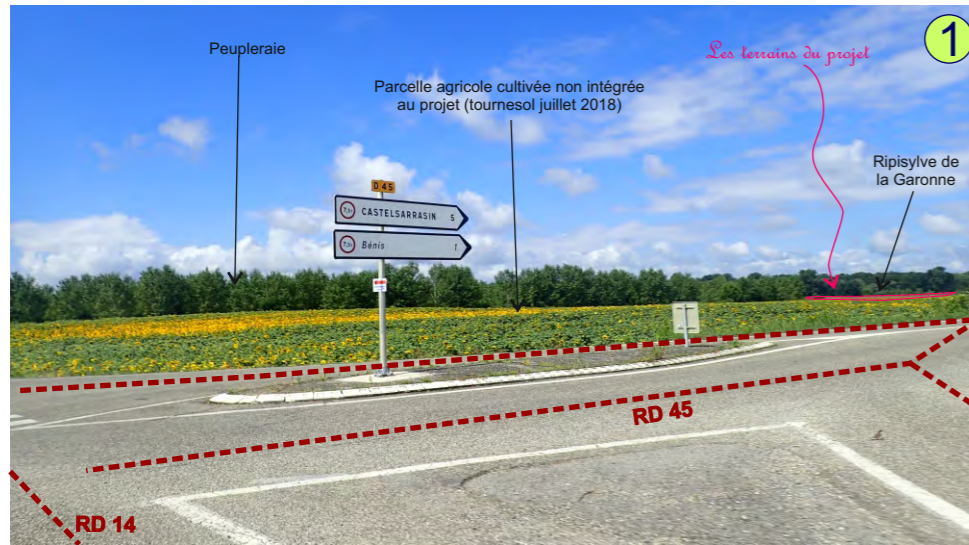 1
Peupleraie
Les terrains du projet
Parcelle agricole cultivée non intégrée
au projet (tournesol juillet 2018)
Ripisylve de
la Garonne
D 45
CASTELSARRASIN 5
Bénis 1
RD 45
RD 14